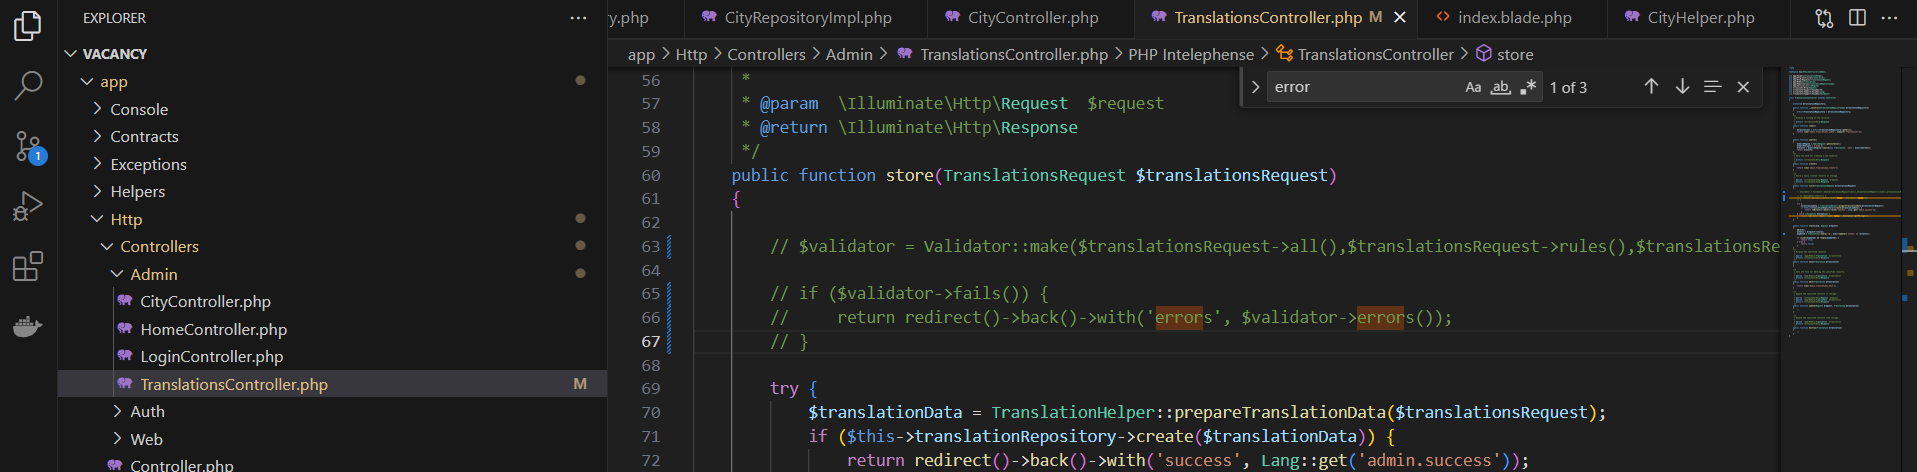 EXPLORER
VACANCY
app
Console
Contracts
Exceptions
Helpers
Http
Controllers
Admin
CityController.php
HomeController.php
LoginController.php
TranslationsController.php M
Auth
Web
Controller.php
1
y.php CityRepositoryImpl.php CityController.php TranslationsController.php M index.blade.php CityHelper.php
app > Http > Controllers > Admin > TranslationsController.php > PHP Intelephense > TranslationsController > store
error Aa ab .* 1 of 3
56 *
57 * @param  \Illuminate\Http\Request  $request
58 * @return \Illuminate\Http\Response
59 */
60 public function store(TranslationsRequest $translationsRequest)
61 {
62
63 // $validator = Validator::make($translationsRequest->all(),$translationsRequest->rules(),$translationsRe
64
65 // if ($validator->fails()) {
66 //     return redirect()->back()->with('errors', $validator->errors());
67 // }
68
69 try {
70 $translationData = TranslationHelper::prepareTranslationData($translationsRequest);
71 if ($this->translationRepository->create($translationData)) {
72 return redirect()->back()->with('success', Lang::get('admin.success'));